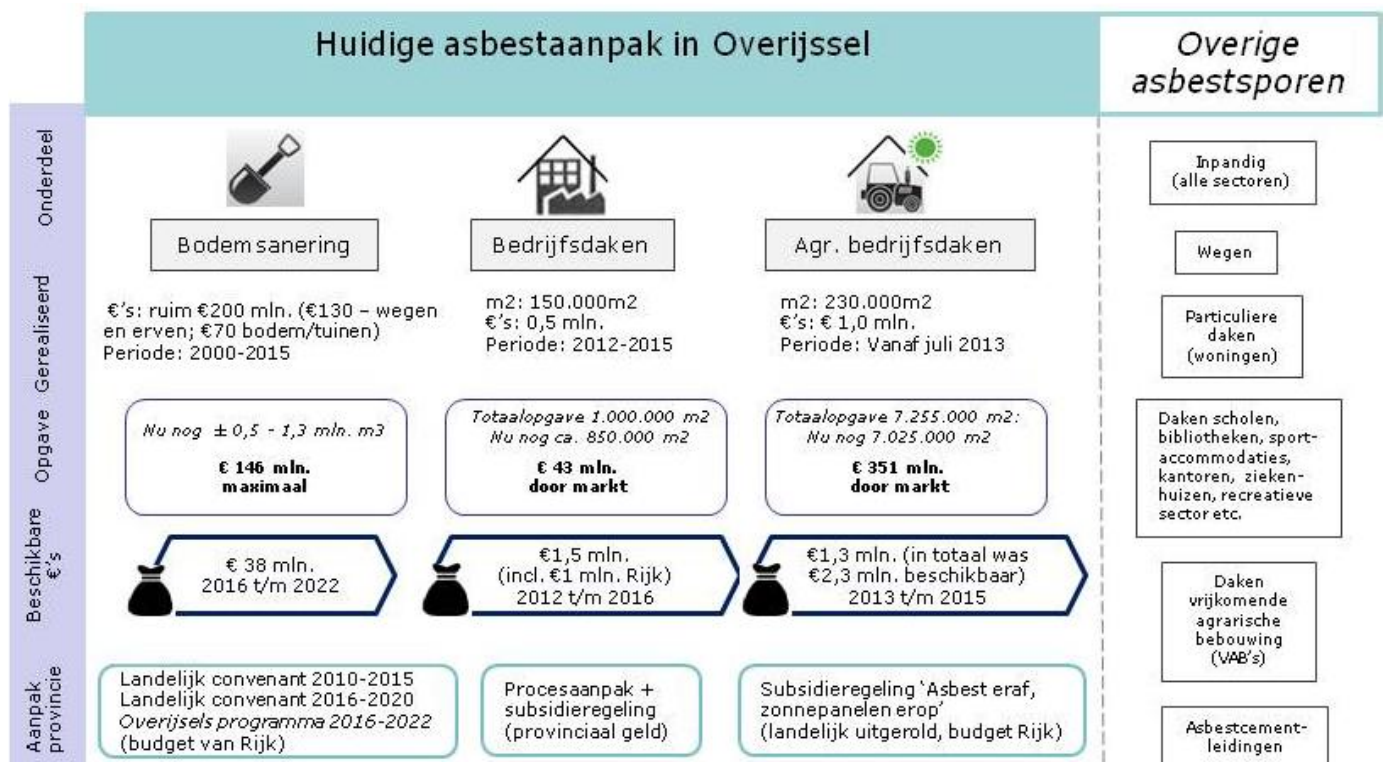 Huidige asbestaanpak in Overijssel
Overige
asbestsporen
Onderdeel
Bodemsanering
Bedrijfsdaken
Agr. bedrijfsdaken
Gerealiseerd
€'s: ruim €200 mln. (€130 – wegen
en erven; €70 bodem/tuinen)
Periode: 2000-2015
m2: 150.000m2
€'s: 0,5 mln.
Periode: 2012-2015
m2: 230.000m2
€'s: € 1,0 mln.
Periode: Vanaf juli 2013
Opgave
Nu nog ± 0,5 - 1,3 mln. m3
€ 146 mln.
maximaal
Totaalopgave 1.000.000 m2
Nu nog ca. 850.000 m2
€ 43 mln.
door markt
Totaalopgave 7.255.000 m2:
Nu nog 7.025.000 m2
€ 351 mln.
door markt
Beschikbare
€'s
€ 38 mln.
2016 t/m 2022
€1,5 mln.
(incl. €1 mln. Rijk)
2012 t/m 2016
€1,3 mln. (in totaal was
€2,3 mln. beschikbaar)
2013 t/m 2015
Aanpak
provincie
Landelijk convenant 2010-2015
Landelijk convenant 2016-2020
Overijsels programma 2016-2022
(budget van Rijk)
Procesaanpak +
subsidieregeling
(provinciaal geld)
Subsidieregeling 'Asbest eraf,
zonnepanelen erop'
(landelijk uitgerold, budget Rijk)
Inpandig
(alle sectoren)
Wegen
Particuliere
daken
(woningen)
Daken scholen,
bibliotheken, sport-
accommodaties,
kantoren, zieken-
huizen, recreatieve
sector etc.
Daken
vrijkomende
agrarische
bebouwing
(VAB's)
Asbestcement-
leidingen